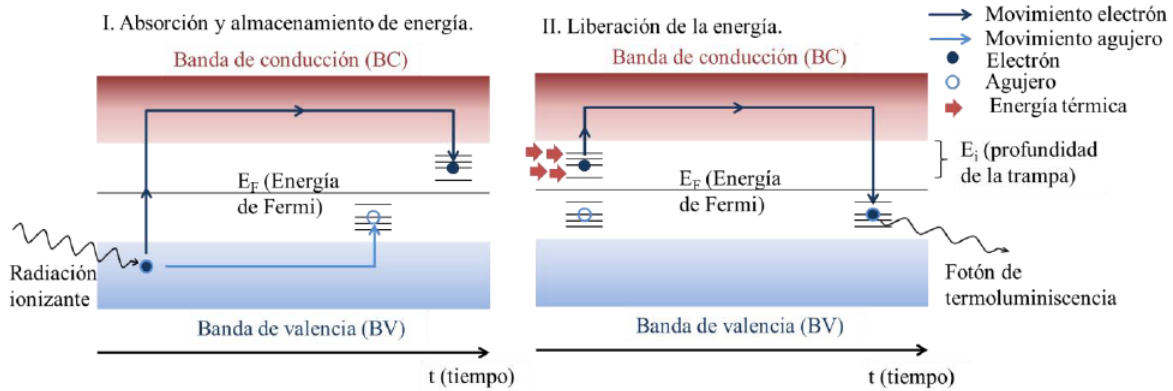 I. Absorción y almacenamiento de energía.
Banda de conducción (BC)
E_F (Energía
de Fermi)
Radiación
ionizante
Banda de valencia (BV)
t (tiempo)
II. Liberación de la energía.
Banda de conducción (BC)
E_F (Energía
de Fermi)
E_i (profundidad
de la trampa)
Fotón de
termoluminiscencia
Banda de valencia (BV)
t (tiempo)
Movimiento electrón
Movimiento agujero
Electrón
Agujero
Energía térmica